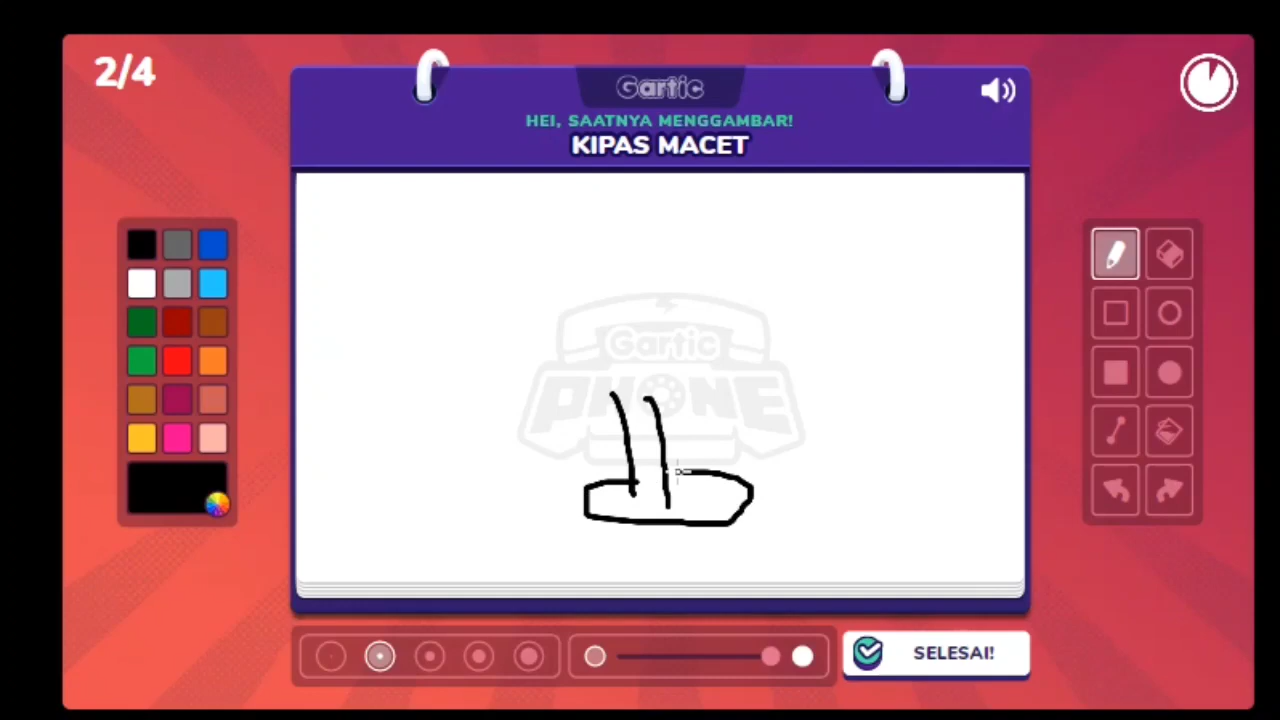 2/4
Gartic
HEI, SAATNYA MENGGAMBAR!
KIPAS MACET
Gartic
PHONE
SELESAI!